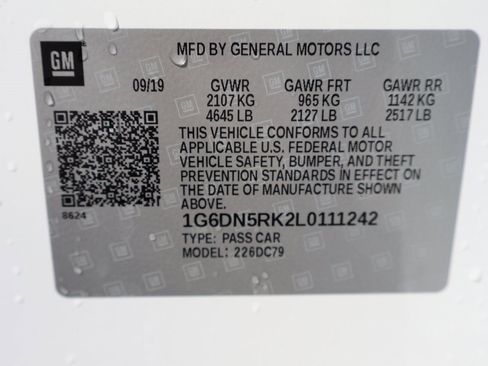 GM
MFD BY GENERAL MOTORS LLC
09/19 GVWR GAWR FRT GAWR RR
2107 KG 965 KG 1142 KG
4645 LB 2127 LB 2517 LB
THIS VEHICLE CONFORMS TO ALL
APPLICABLE U.S. FEDERAL MOTOR
VEHICLE SAFETY, BUMPER, AND THEFT
PREVENTION STANDARDS IN EFFECT ON
THE DATE OF MANUFACTURE SHOWN
ABOVE.
8624
1G6DN5RK2L0111242
TYPE: PASS CAR
MODEL: 226DC79